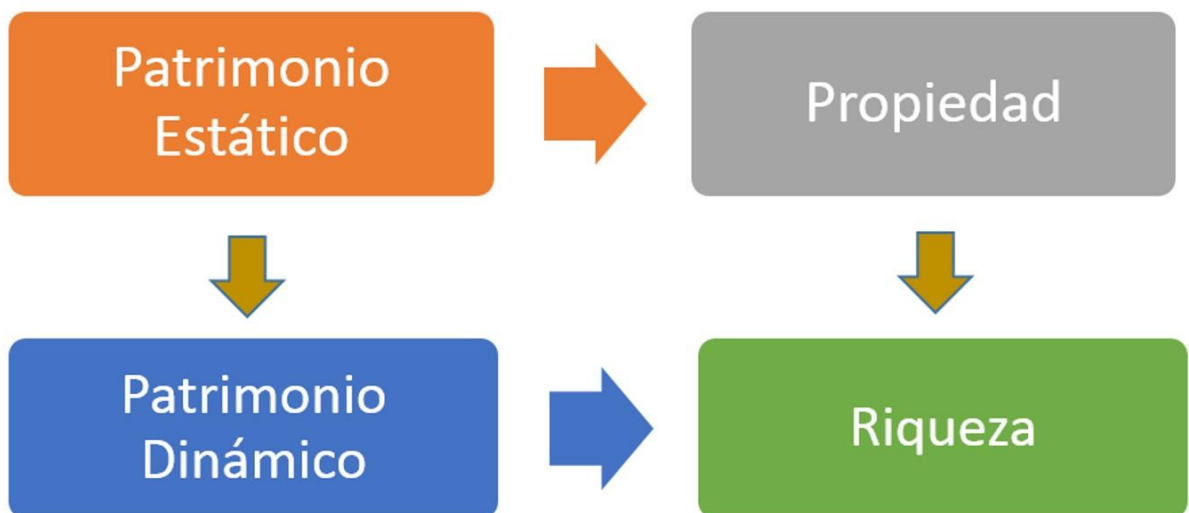 Patrimonio
Estático
Propiedad
Patrimonio
Dinámico
Riqueza